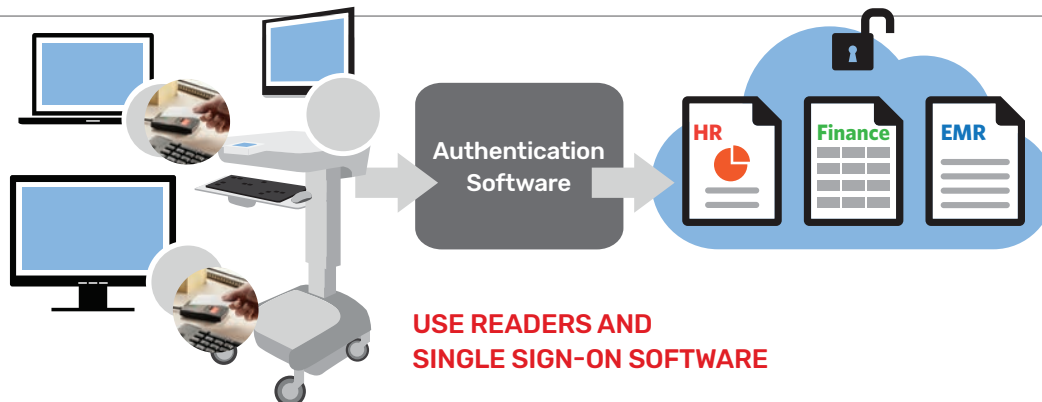 HR
Finance
EMR
Authentication
Software
USE READERS AND
SINGLE SIGN-ON SOFTWARE